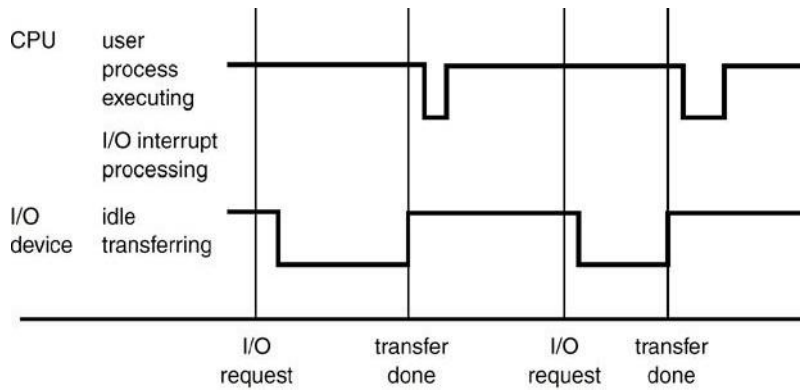 CPU user
process
executing
I/O interrupt
processing
I/O idle
device transferring
I/O transfer I/O transfer
request done request done